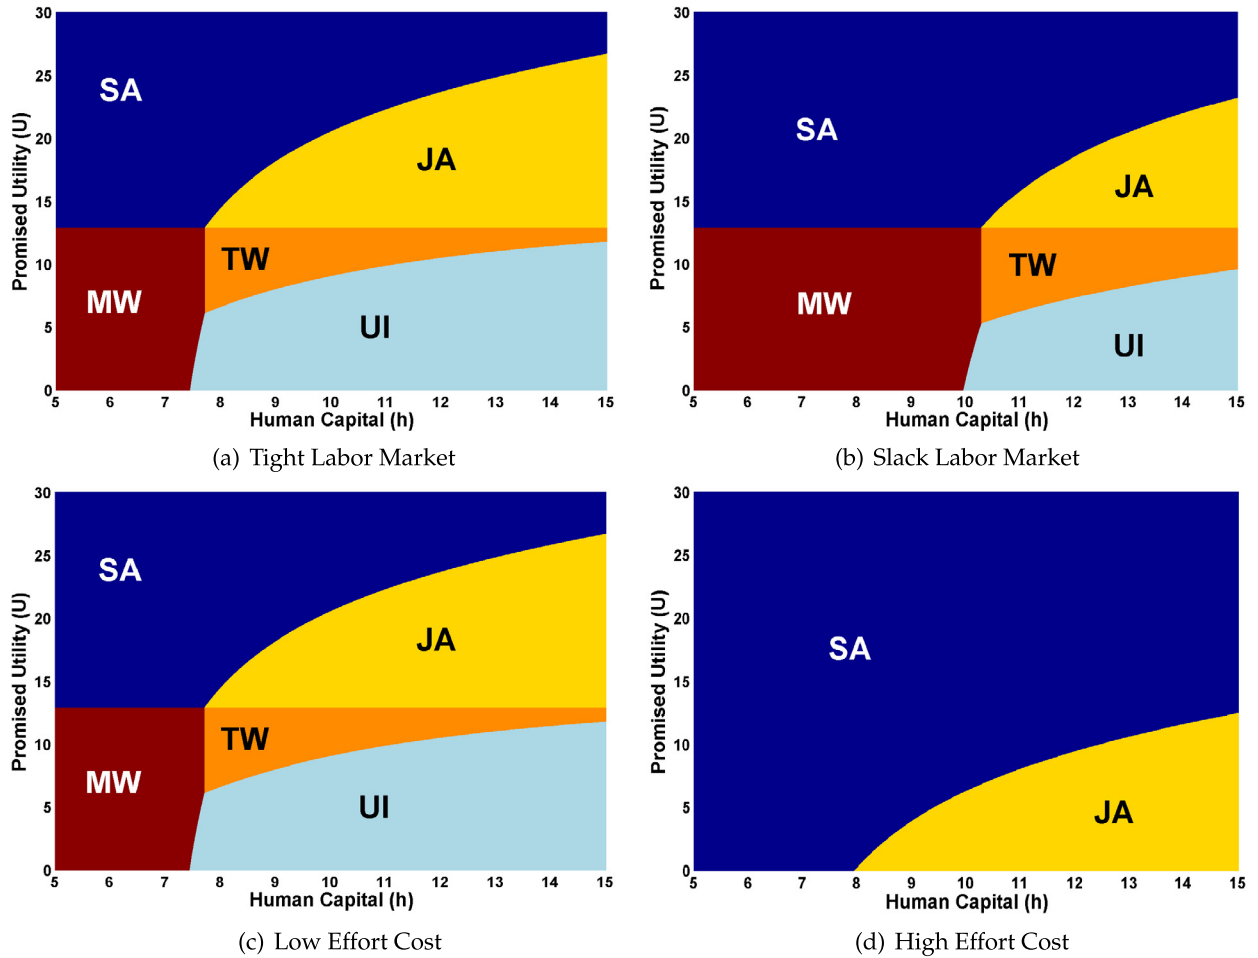 30
25
20
15
10
5
0
Promised Utility (U)
SA
JA
TW
MW
UI
5 6 7 8 9 10 11 12 13 14 15
Human Capital (h)
(a) Tight Labor Market
30
25
20
15
10
5
0
Promised Utility (U)
SA
JA
TW
MW
UI
5 6 7 8 9 10 11 12 13 14 15
Human Capital (h)
(b) Slack Labor Market
30
25
20
15
10
5
0
Promised Utility (U)
SA
JA
TW
MW
UI
5 6 7 8 9 10 11 12 13 14 15
Human Capital (h)
(c) Low Effort Cost
30
25
20
15
10
5
0
Promised Utility (U)
SA
JA
5 6 7 8 9 10 11 12 13 14 15
Human Capital (h)
(d) High Effort Cost